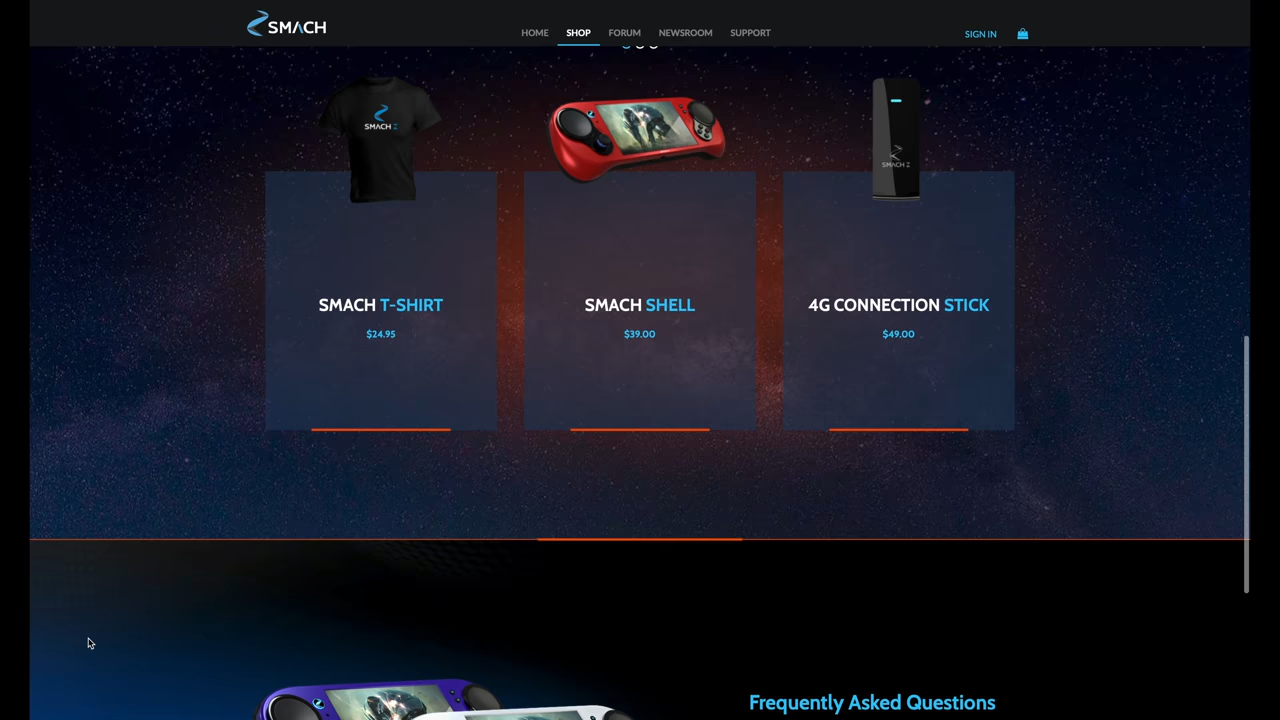 SMACH
HOME SHOP FORUM NEWSROOM SUPPORT
SIGN IN
SMACH Z
SMACH Z
SMACH T-SHIRT
$24.95
SMACH SHELL
$39.00
4G CONNECTION STICK
$49.00
Frequently Asked Questions